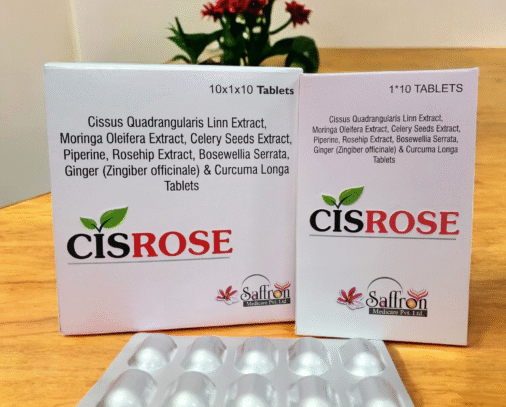 10x1x10 Tablets
Cissus Quadrangularis Linn Extract,
Moringa Oleifera Extract, Celery Seeds Extract,
Piperine, Rosehip Extract, Bosewellia Serrata,
Ginger (Zingiber officinale) & Curcuma Longa
Tablets
CISROSE
Saffron
Medicare Pvt. Ltd.
1*10 TABLETS
Cissus Quadrangularis Linn Extract,
Moringa Oleifera Extract, Celery Seeds Extract,
Piperine, Rosehip Extract, Bosewellia Serrata,
Ginger (Zingiber officinale) & Curcuma Longa
Tablets
CISROSE
Saffron
Medicare Pvt. Ltd.